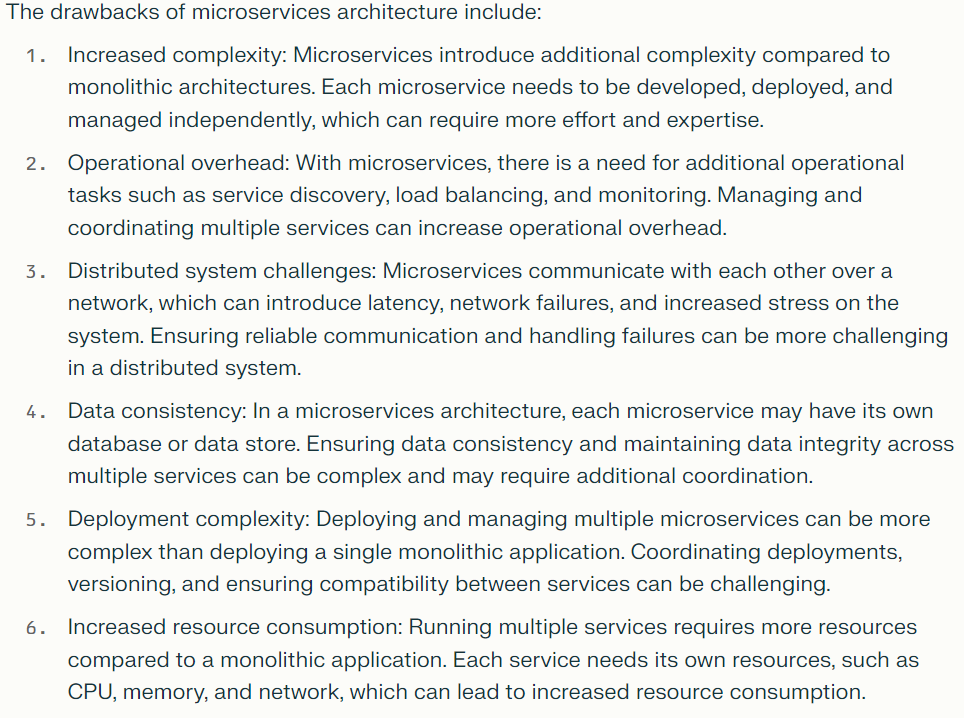 The drawbacks of microservices architecture include:
1. Increased complexity: Microservices introduce additional complexity compared to
monolithic architectures. Each microservice needs to be developed, deployed, and
managed independently, which can require more effort and expertise.
2. Operational overhead: With microservices, there is a need for additional operational
tasks such as service discovery, load balancing, and monitoring. Managing and
coordinating multiple services can increase operational overhead.
3. Distributed system challenges: Microservices communicate with each other over a
network, which can introduce latency, network failures, and increased stress on the
system. Ensuring reliable communication and handling failures can be more challenging
in a distributed system.
4. Data consistency: In a microservices architecture, each microservice may have its own
database or data store. Ensuring data consistency and maintaining data integrity across
multiple services can be complex and may require additional coordination.
5. Deployment complexity: Deploying and managing multiple microservices can be more
complex than deploying a single monolithic application. Coordinating deployments,
versioning, and ensuring compatibility between services can be challenging.
6. Increased resource consumption: Running multiple services requires more resources
compared to a monolithic application. Each service needs its own resources, such as
CPU, memory, and network, which can lead to increased resource consumption.